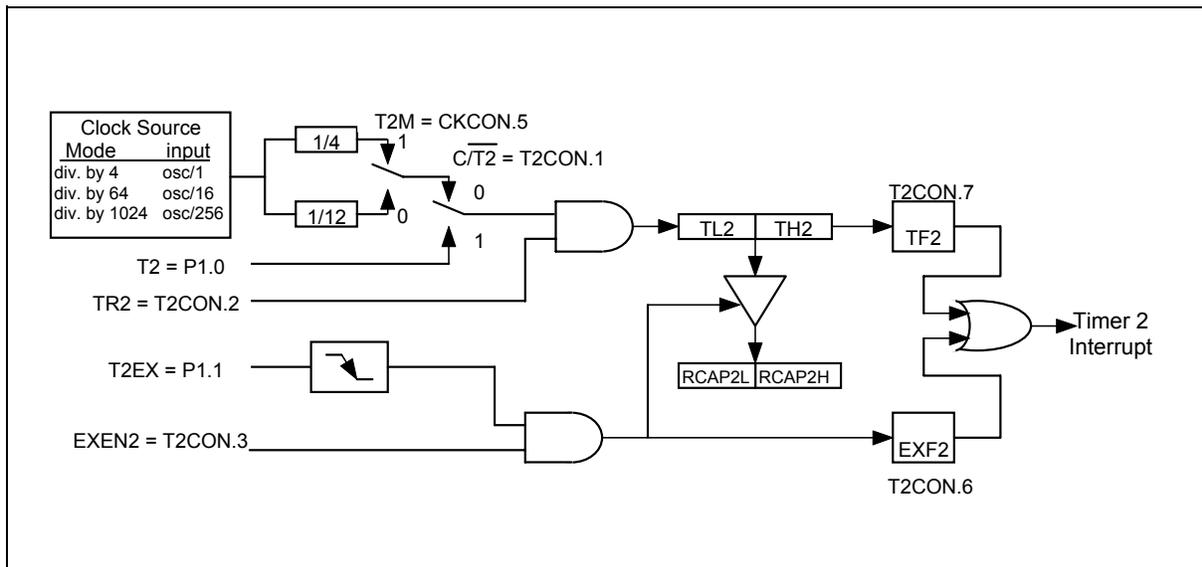 Clock Source
Mode input
div. by 4 osc/1
div. by 64 osc/16
div. by 1024 osc/256
1/4
1/12
T2M = CKCON.5
1
0
C/T̅2̅ = T2CON.1
0
1
T2 = P1.0
TR2 = T2CON.2
TL2 TH2
T2CON.7
TF2
Timer 2
Interrupt
T2EX = P1.1
RCAP2L RCAP2H
EXEN2 = T2CON.3
EXF2
T2CON.6